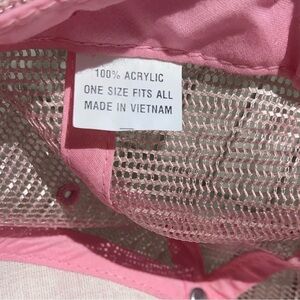 100% ACRYLIC
ONE SIZE FITS ALL
MADE IN VIETNAM